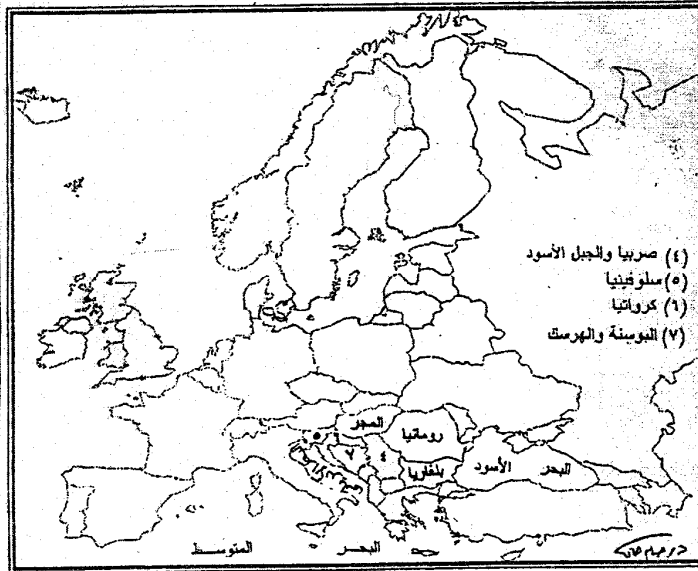 (٤) صربيا والجبل الأسود
(٥) سلوفينيا
(٦) كرواتيا
(٧) البوسنة والهرسك
المجر
رومانيا
٥
٧
٤
بلغاريا
البحر الأسود
البحر المتوسط